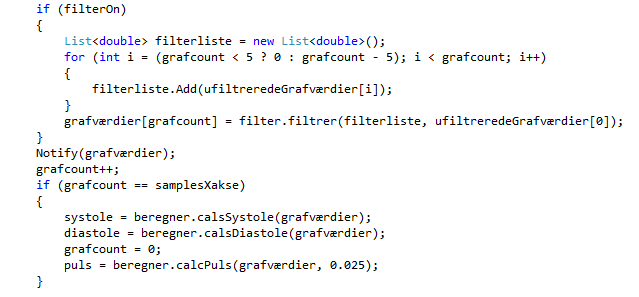 if (filterOn)
{
List<double> filterliste = new List<double>();
for (int i = (grafcount < 5 ? 0 : grafcount - 5); i < grafcount; i++)
{
filterliste.Add(ufiltreredeGrafværdier[i]);
}
grafværdier[grafcount] = filter.filtrer(filterliste, ufiltreredeGrafværdier[0]);
}
Notify(grafværdier);
grafcount++;
if (grafcount == samplesXakse)
{
systole = beregner.calsSystole(grafværdier);
diastole = beregner.calsDiastole(grafværdier);
grafcount = 0;
puls = beregner.calcPuls(grafværdier, 0.025);
}